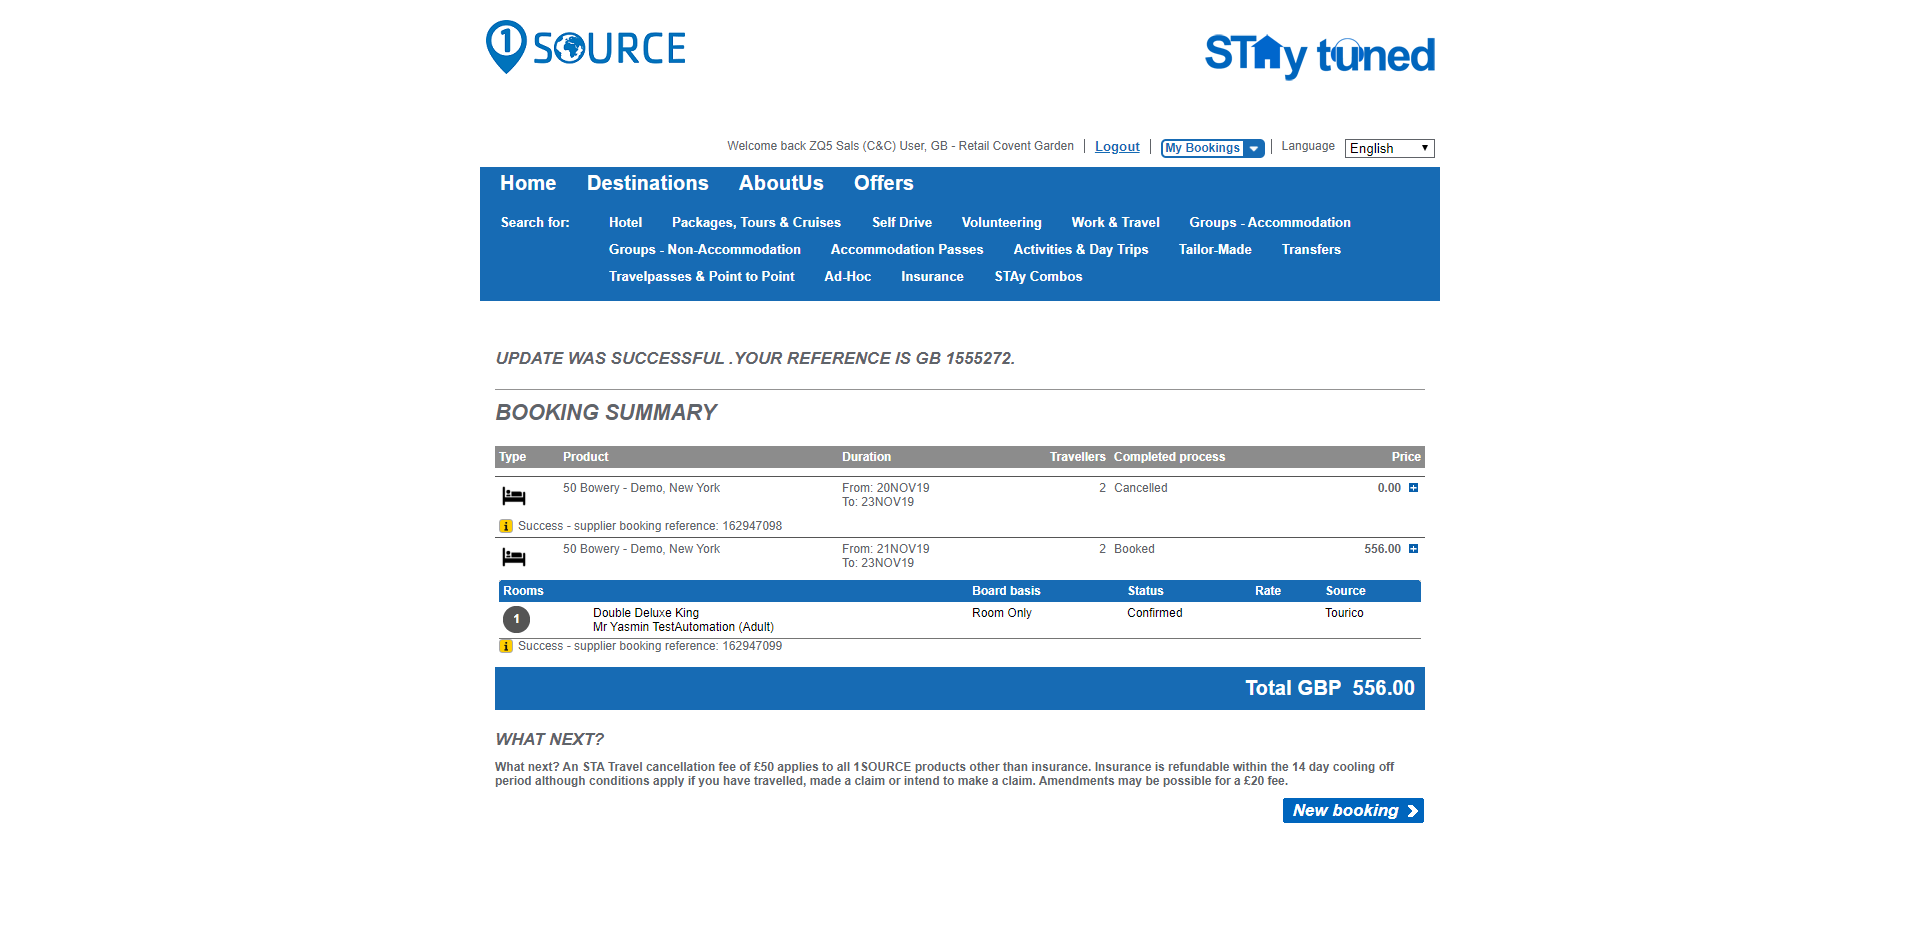 1 SOURCE
STAy tuned
Welcome back ZQ5 Sals (C&C) User, GB - Retail Covent Garden Logout My Bookings Language English
Home Destinations AboutUs Offers
Search for: Hotel Packages, Tours & Cruises Self Drive Volunteering Work & Travel Groups - Accommodation
Groups - Non-Accommodation Accommodation Passes Activities & Day Trips Tailor-Made Transfers
Travelpasses & Point to Point Ad-Hoc Insurance STAy Combos
UPDATE WAS SUCCESSFUL .YOUR REFERENCE IS GB 1555272.
BOOKING SUMMARY
Type Product Duration Travellers Completed process Price
50 Bowery - Demo, New York From: 20NOV19 2 Cancelled 0.00
To: 23NOV19
i Success - supplier booking reference: 162947098
50 Bowery - Demo, New York From: 21NOV19 2 Booked 556.00
To: 23NOV19
Rooms Board basis Status Rate Source
1 Double Deluxe King Room Only Confirmed Tourico
Mr Yasmin TestAutomation (Adult)
i Success - supplier booking reference: 162947099
Total GBP 556.00
WHAT NEXT?
What next? An STA Travel cancellation fee of £50 applies to all 1SOURCE products other than insurance. Insurance is refundable within the 14 day cooling off
period although conditions apply if you have travelled, made a claim or intend to make a claim. Amendments may be possible for a £20 fee.
New booking